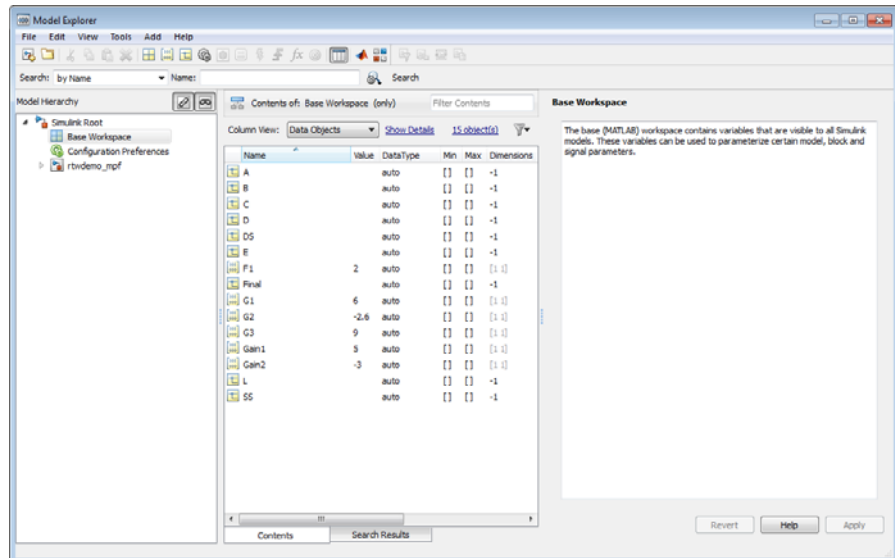 Model Explorer
File Edit View Tools Add Help
Search: by Name Name: Search
Model Hierarchy
Simulink Root
Base Workspace
Configuration Preferences
rtwdemo_mpf
Contents of: Base Workspace (only) Filter Contents
Column View: Data Objects Show Details 15 object(s)
Name Value DataType Min Max Dimensions
A auto [] [] -1
B auto [] [] -1
C auto [] [] -1
D auto [] [] -1
DS auto [] [] -1
E auto [] [] -1
F1 2 auto [] [] [1 1]
Final auto [] [] -1
G1 6 auto [] [] [1 1]
G2 -2.6 auto [] [] [1 1]
G3 9 auto [] [] [1 1]
Gain1 5 auto [] [] [1 1]
Gain2 -3 auto [] [] [1 1]
L auto [] [] -1
SS auto [] [] -1
Contents Search Results
Base Workspace
The base (MATLAB) workspace contains variables that are visible to all Simulink
models. These variables can be used to parameterize certain model, block and
signal parameters.
Revert Help Apply